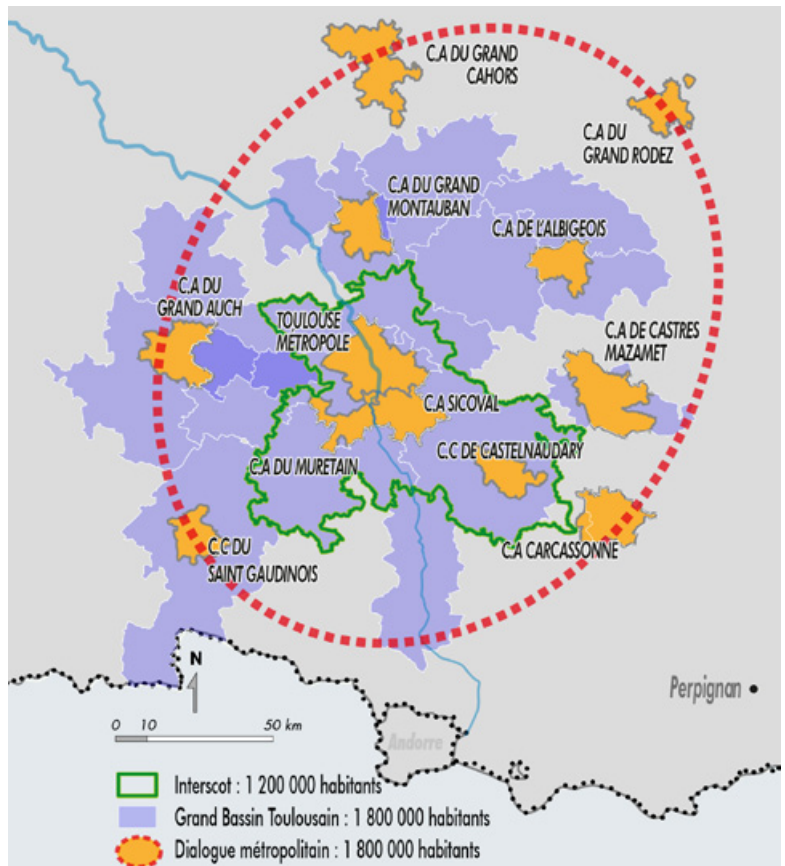 C.A DU GRAND
CAHORS
C.A DU
GRAND RODEZ
C.A DU GRAND
MONTAUBAN
C.A DE L'ALBIGEOIS
C.A DU
GRAND AUCH
TOULOUSE
METROPOLE
C.A DE CASTRES
MAZAMET
C.A SICOVAL
C.C DE CASTELNAUDARY
C.A DU MURETAIN
C.C DU
SAINT GAUDINOIS
C.A CARCASSONNE
N
Perpignan
0 10 50 km
Andorre
Interscot : 1 200 000 habitants
Grand Bassin Toulousain : 1 800 000 habitants
Dialogue métropolitain : 1 800 000 habitants